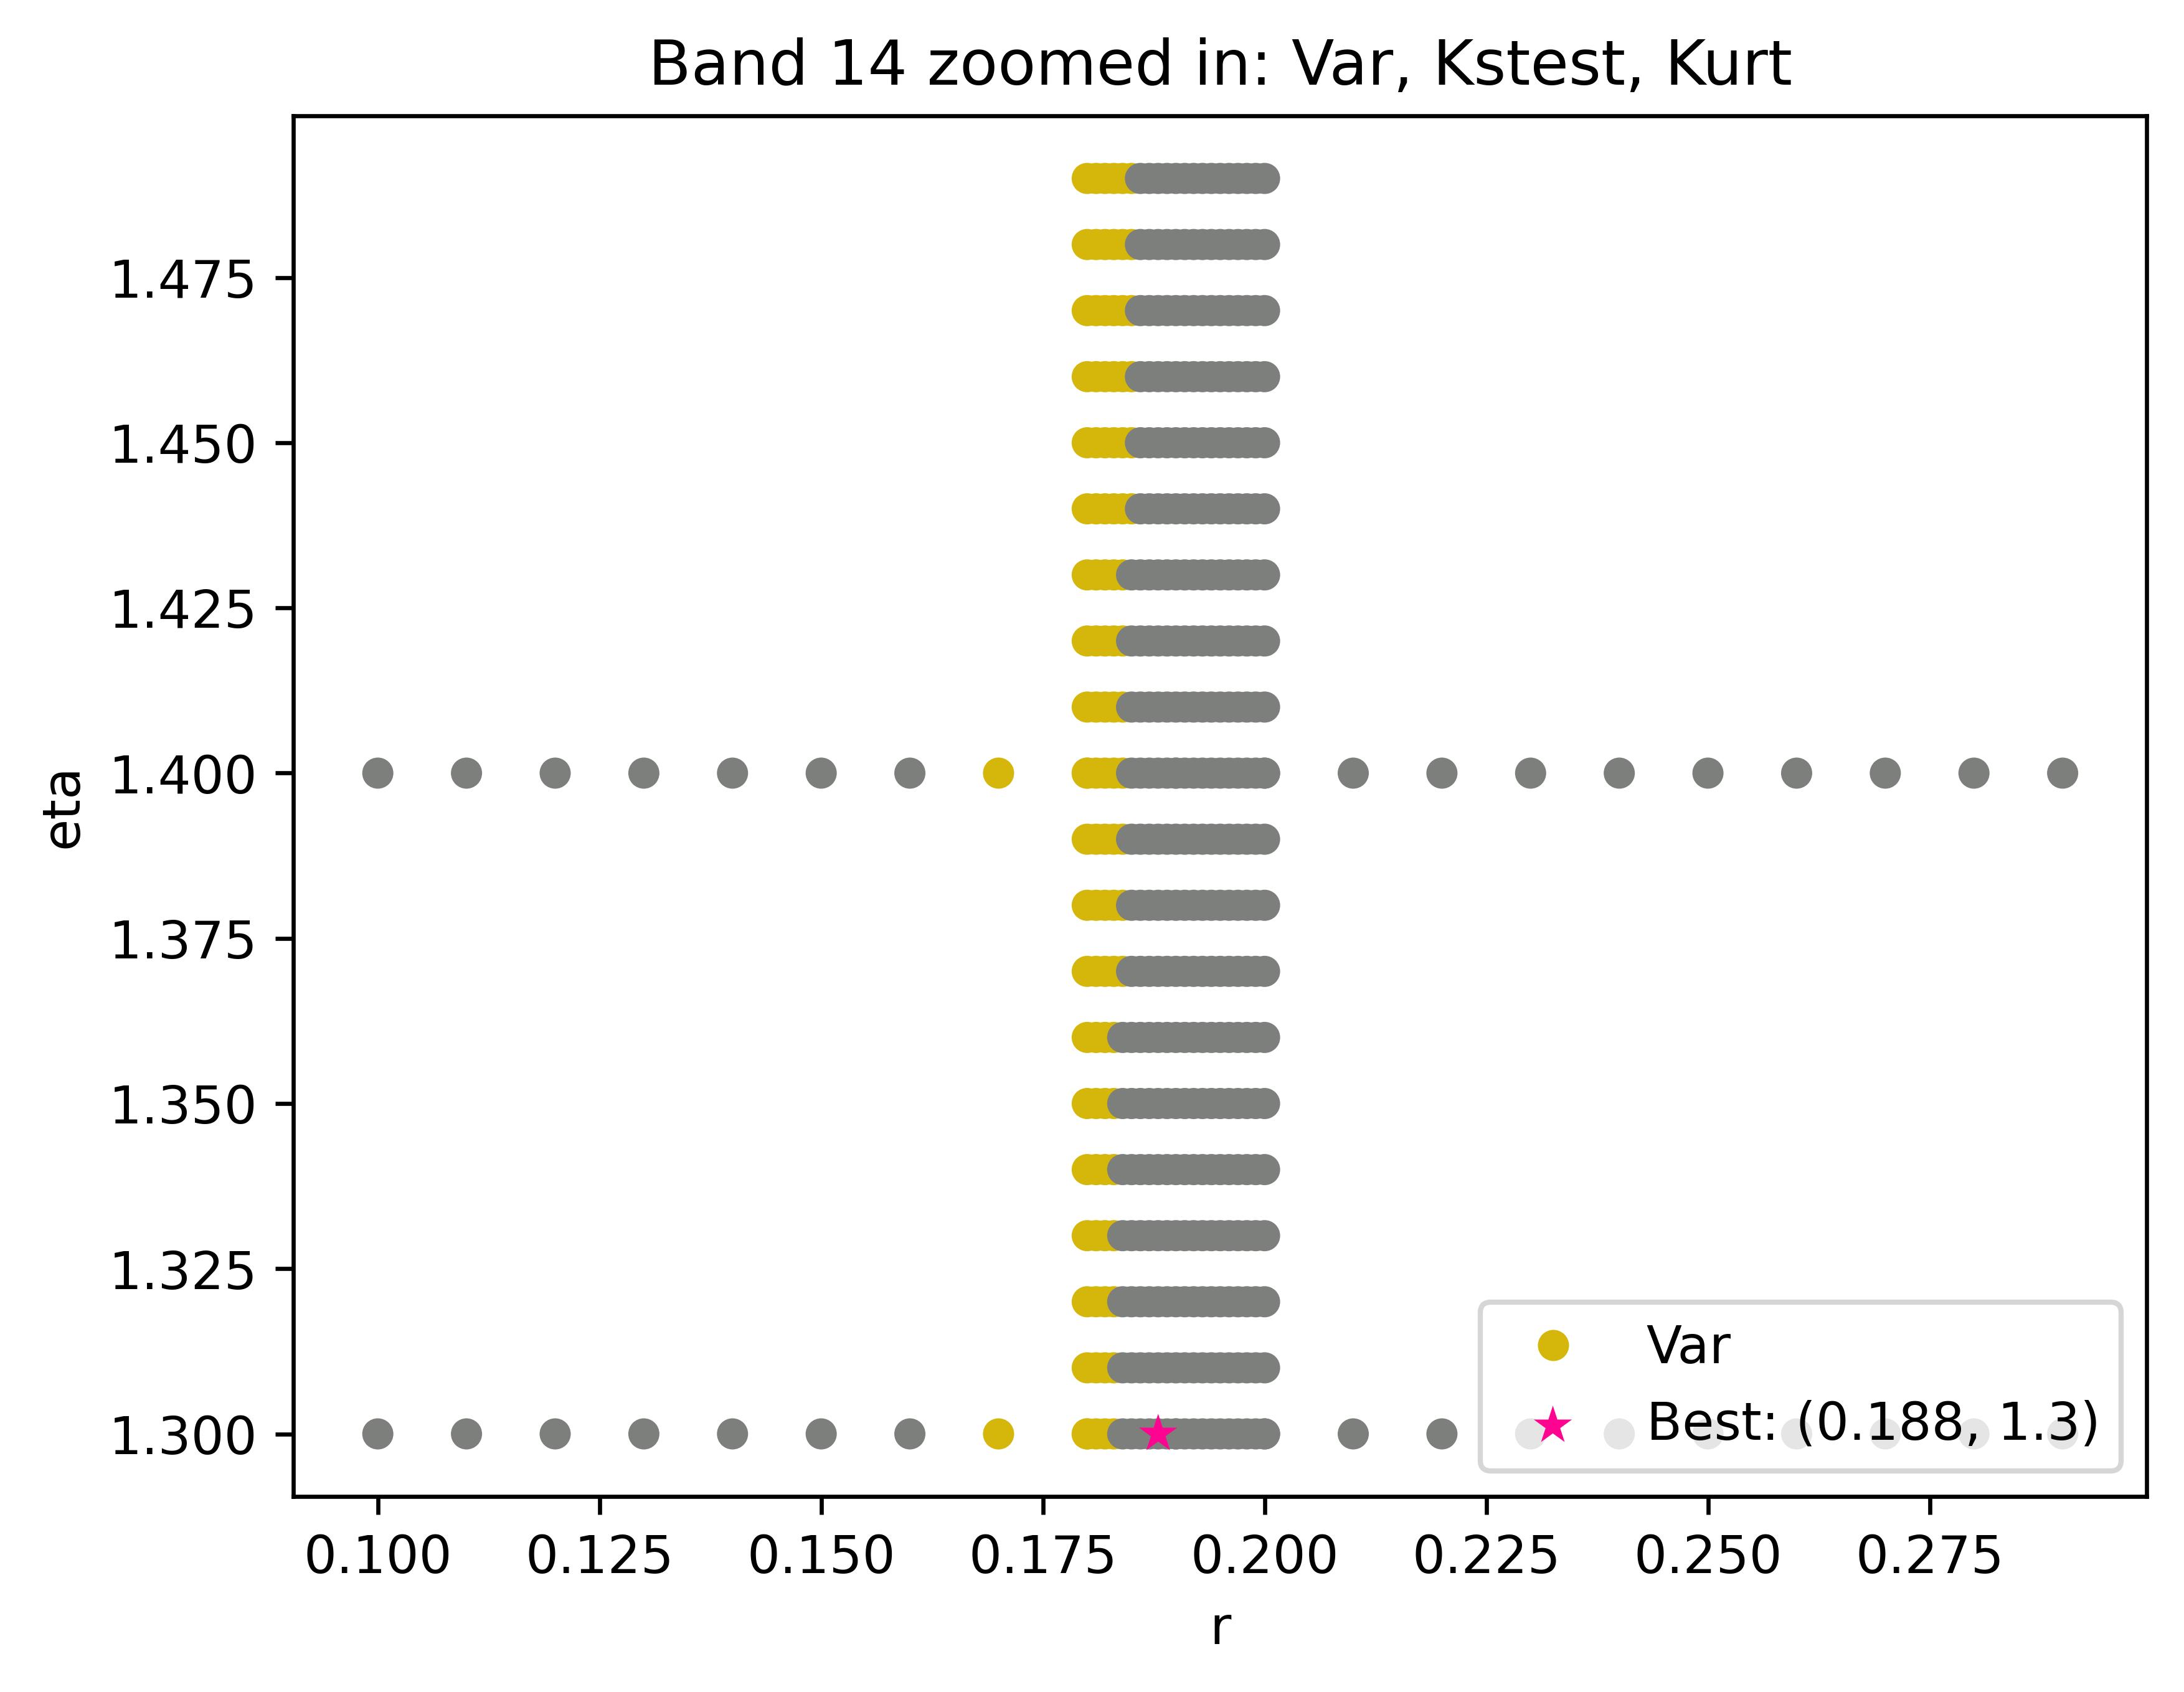 Band 14 zoomed in: Var, Kstest, Kurt
eta
1.475
1.450
1.425
1.400
1.375
1.350
1.325
1.300
Var
Best: (0.188, 1.3)
0.100 0.125 0.150 0.175 0.200 0.225 0.250 0.275
r